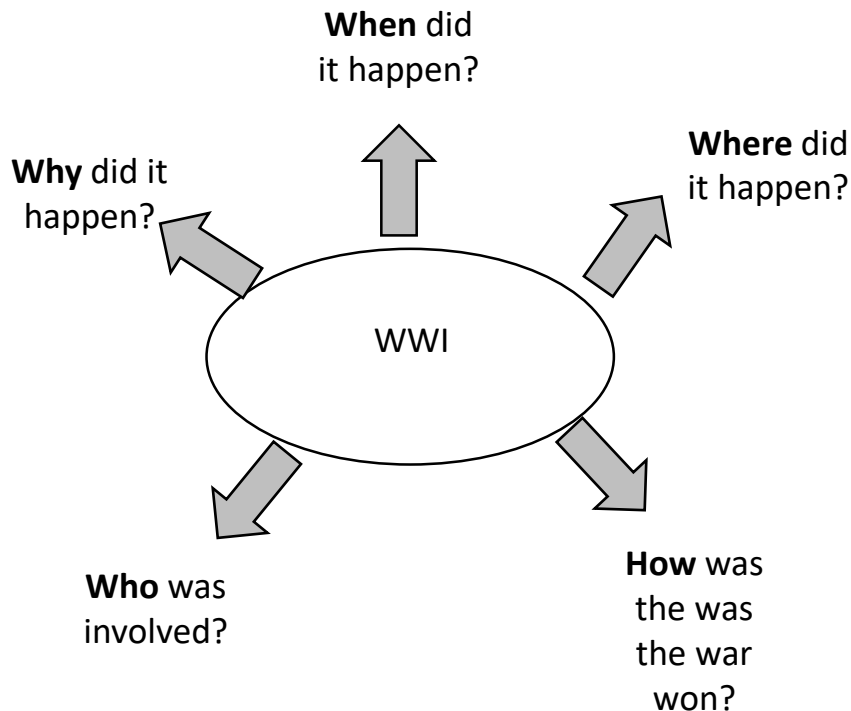 When did
it happen?
Where did
it happen?
Why did it
happen?
WWI
Who was
involved?
How was
the was
the war
won?